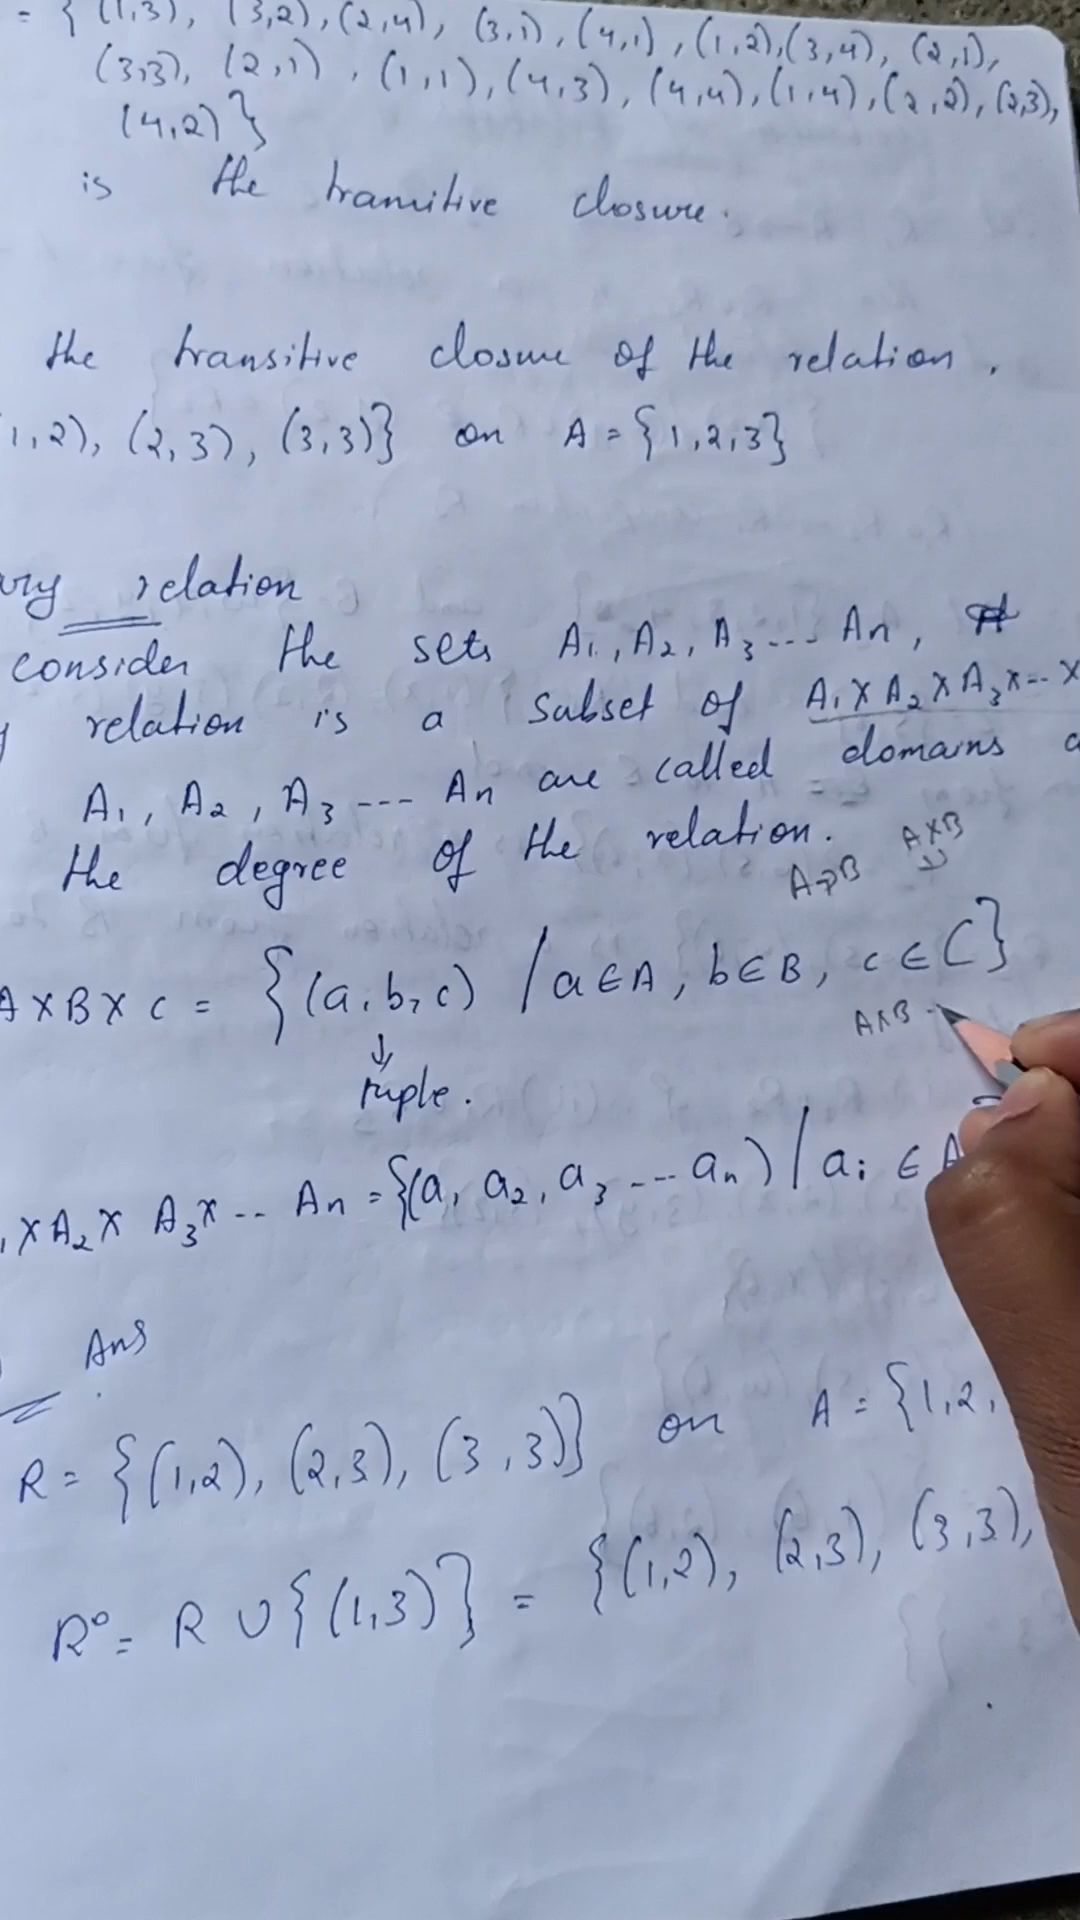 = { (1,3), (3,2), (2,4), (3,1), (4,1), (1,2), (3,4), (2,1),
(3,3), (2,1), (1,1), (4,3), (4,4), (1,4), (2,2), (2,3),
(4,2)}
is the transitive closure.
the transitive closure of the relation.
1,2), (2,3), (3,3)} on A = {1,2,3}
ary relation
consider the sets A1, A2, A3 --- An,
y relation is a subset of A1 X A2 X A3 X -- X
A1, A2, A3 --- An are called domains a
the degree of the relation.
A→B A×B
↓
A X B X C = {(a, b, c) / a ∈ A, b ∈ B, c ∈ C}
↓ A×B
tuple.
1 X A2 X A3 X -- An = {(a1 a2, a3 --- an) / ai ∈ A
Ans
R = {(1,2), (2,3), (3,3)} on A = {1,2,
R° = R ∪ {(1,3)} = {(1,2), (2,3), (3,3),